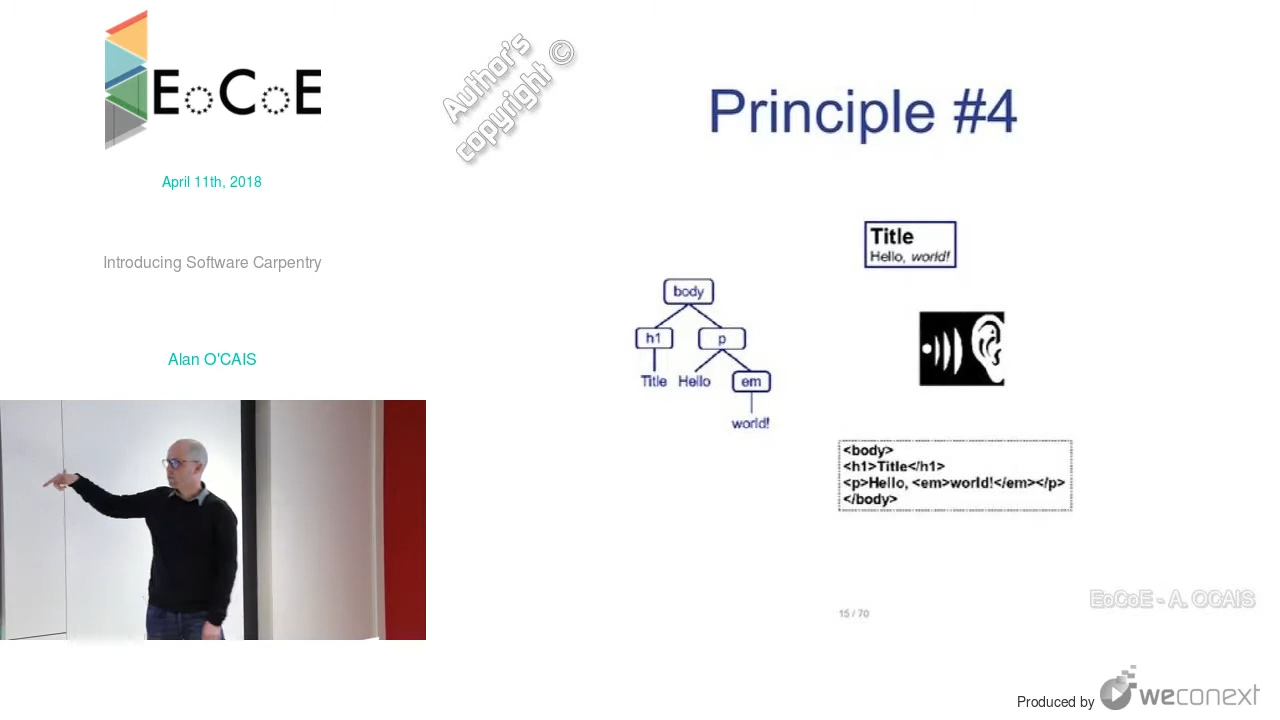 EoCoE
April 11th, 2018
Introducing Software Carpentry
Alan O'CAIS
Author's
copyright ©
Principle #4
Title
Hello, world!
body
h1
p
Title
Hello
em
world!
<body>
<h1>Title</h1>
<p>Hello, <em>world!</em></p>
</body>
15 / 70
EoCoE - A. OCAIS
Produced by
weconext